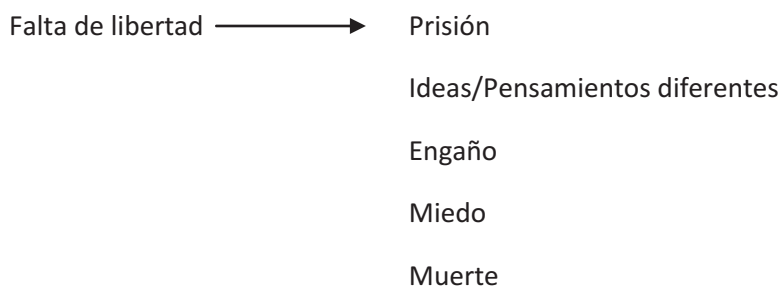 Falta de libertad Prisión
Ideas/Pensamientos diferentes
Engaño
Miedo
Muerte